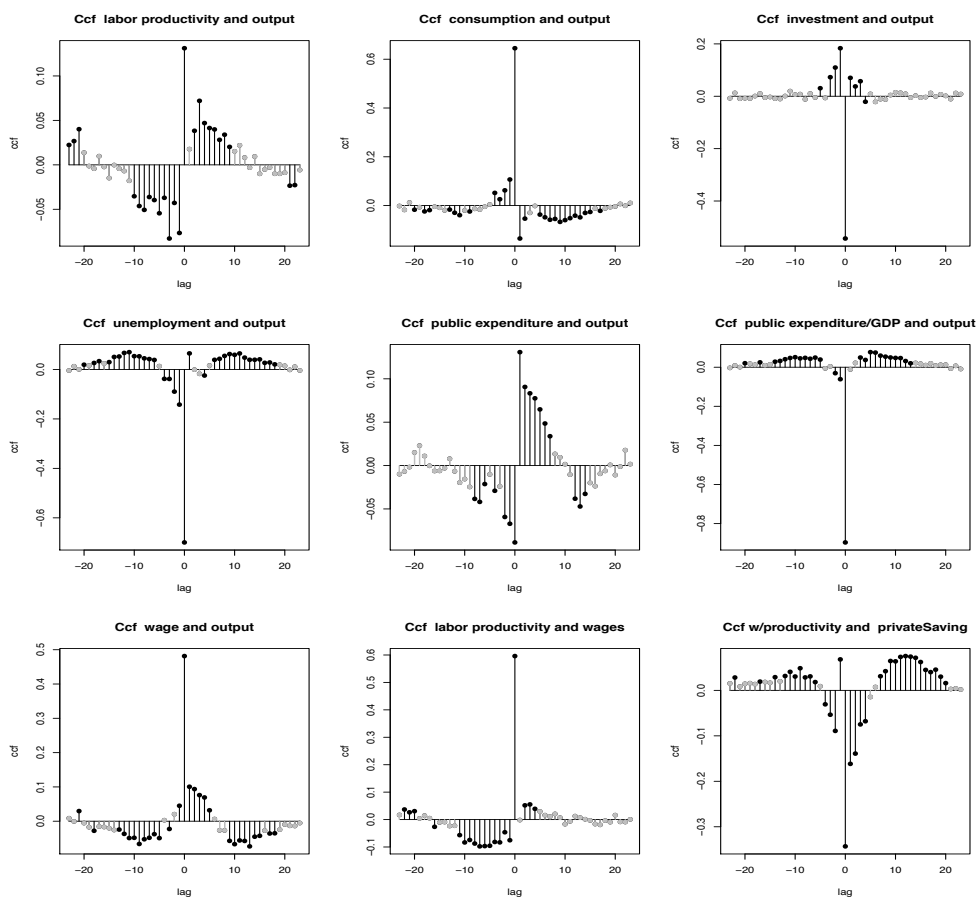 Ccf labor productivity and output
ccf
0.10
0.05
0.00
−0.05
−20 −10 0 10 20
lag
Ccf consumption and output
ccf
0.6
0.4
0.2
0.0
−20 −10 0 10 20
lag
Ccf investment and output
ccf
0.2
0.0
−0.2
−0.4
−20 −10 0 10 20
lag
Ccf unemployment and output
ccf
0.0
−0.2
−0.4
−0.6
−20 −10 0 10 20
lag
Ccf public expenditure and output
ccf
0.10
0.05
0.00
−0.05
−20 −10 0 10 20
lag
Ccf public expenditure/GDP and output
ccf
0.0
−0.2
−0.4
−0.6
−0.8
−20 −10 0 10 20
lag
Ccf wage and output
ccf
0.5
0.4
0.3
0.2
0.1
0.0
−20 −10 0 10 20
lag
Ccf labor productivity and wages
ccf
0.6
0.5
0.4
0.3
0.2
0.1
0.0
−0.1
−20 −10 0 10 20
lag
Ccf w/productivity and privateSaving
ccf
0.0
−0.1
−0.2
−0.3
−20 −10 0 10 20
lag